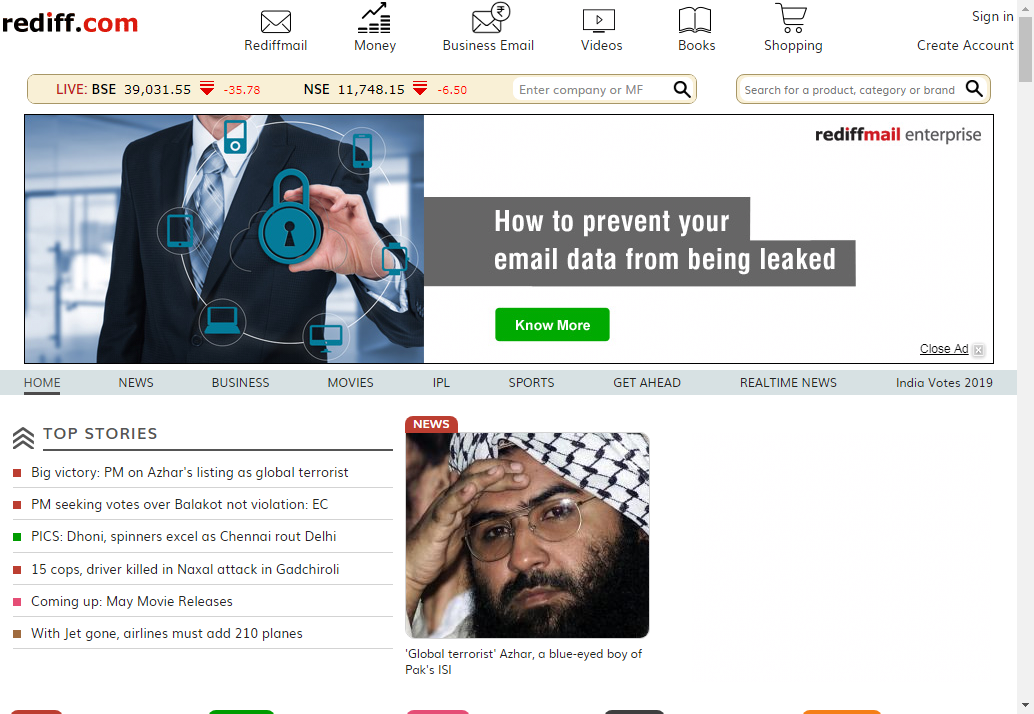 rediff.com
Rediffmail
Money
Business Email
Videos
Books
Shopping
Sign in
Create Account
LIVE: BSE 39,031.55 -35.78
NSE 11,748.15 -6.50
Enter company or MF
Search for a product, category or brand
rediffmail enterprise
How to prevent your
email data from being leaked
Know More
Close Ad
HOME
NEWS
BUSINESS
MOVIES
IPL
SPORTS
GET AHEAD
REALTIME NEWS
India Votes 2019
TOP STORIES
Big victory: PM on Azhar's listing as global terrorist
PM seeking votes over Balakot not violation: EC
PICS: Dhoni, spinners excel as Chennai rout Delhi
15 cops, driver killed in Naxal attack in Gadchiroli
Coming up: May Movie Releases
With Jet gone, airlines must add 210 planes
NEWS
'Global terrorist' Azhar, a blue-eyed boy of
Pak's ISI